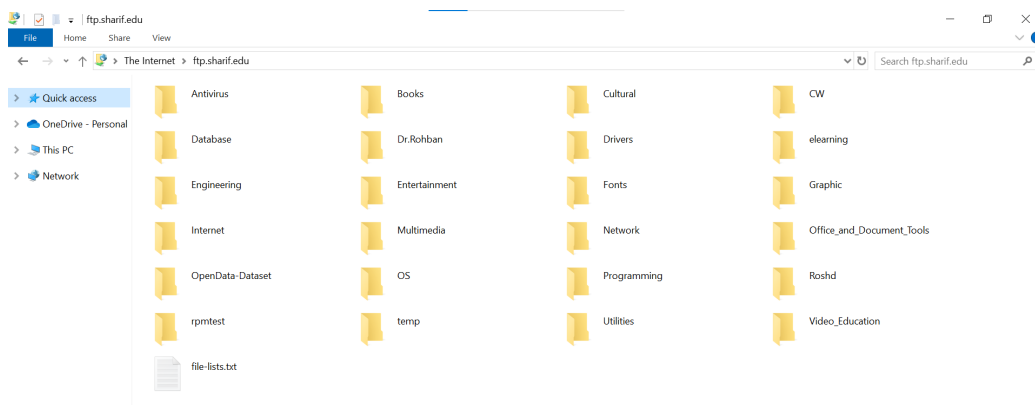 ftp.sharif.edu
File Home Share View
The Internet > ftp.sharif.edu
Search ftp.sharif.edu
Quick access
OneDrive - Personal
This PC
Network
Antivirus Books Cultural CW
Database Dr.Rohban Drivers elearning
Engineering Entertainment Fonts Graphic
Internet Multimedia Network Office_and_Document_Tools
OpenData-Dataset OS Programming Roshd
rpmtest temp Utilities Video_Education
file-lists.txt